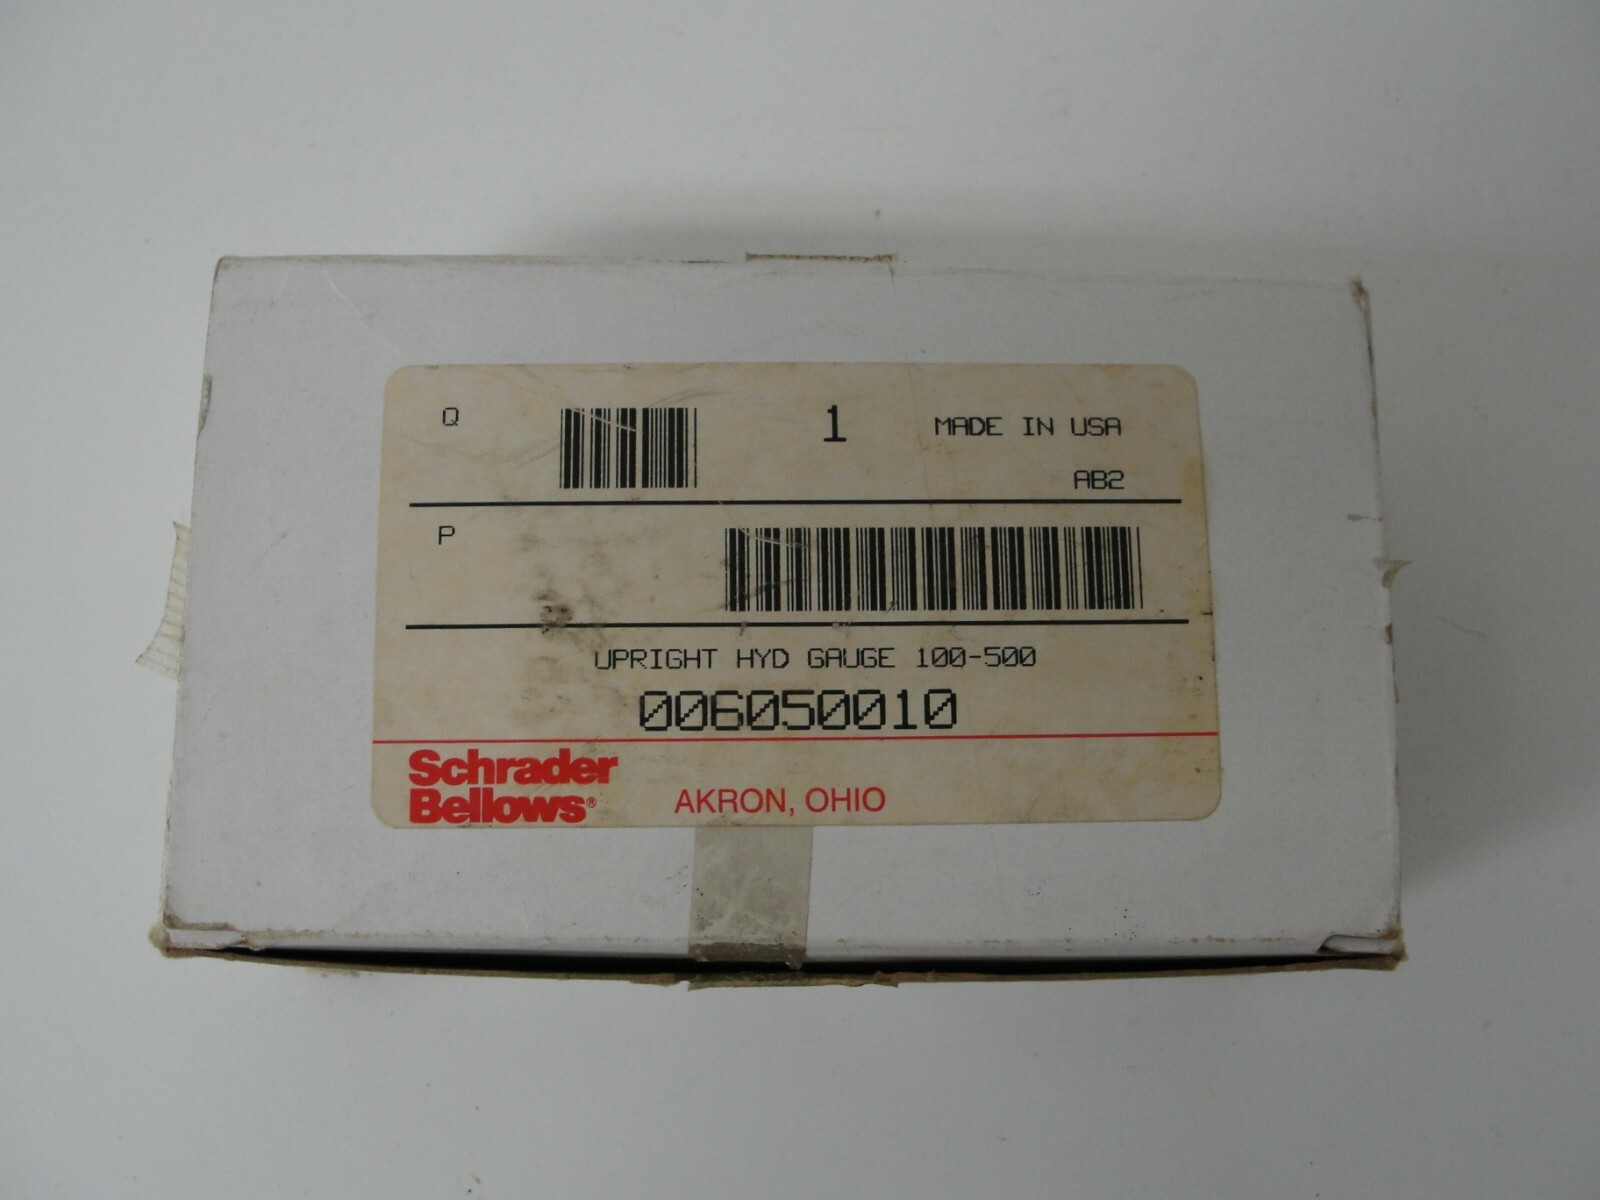 Q 1 MADE IN USA
AB2
P
UPRIGHT HYD GAUGE 100-500
006050010
Schrader
Bellows®
AKRON, OHIO